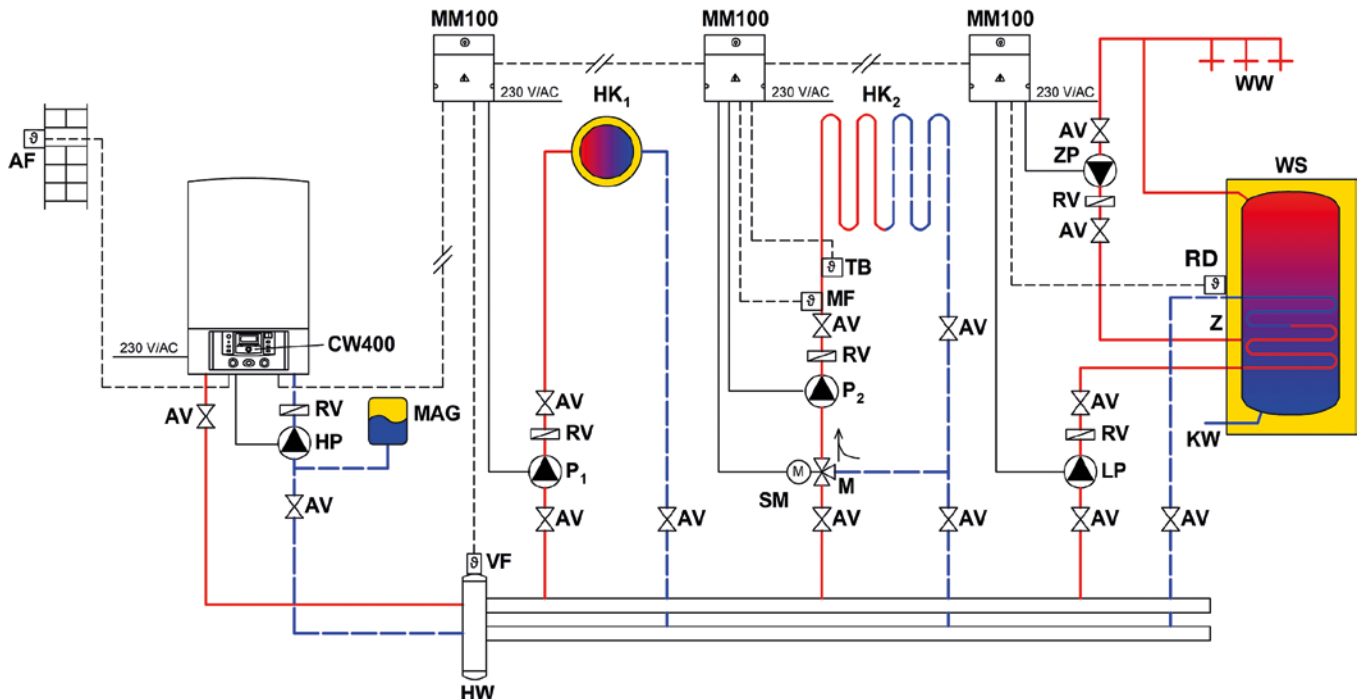 MM100
MM100
MM100
230 V/AC
HK₁
230 V/AC
HK₂
230 V/AC
WW
AV
ZP
RV
AV
WS
AF
ϑ
RD
ϑ
Z
ϑ
TB
ϑ
MF
AV
AV
RV
P₂
CW400
230 V/AC
AV
RV
HP
MAG
AV
AV
RV
P₁
AV
AV
M
SM
M
AV
AV
AV
RV
LP
AV
AV
KW
ϑ
VF
HW